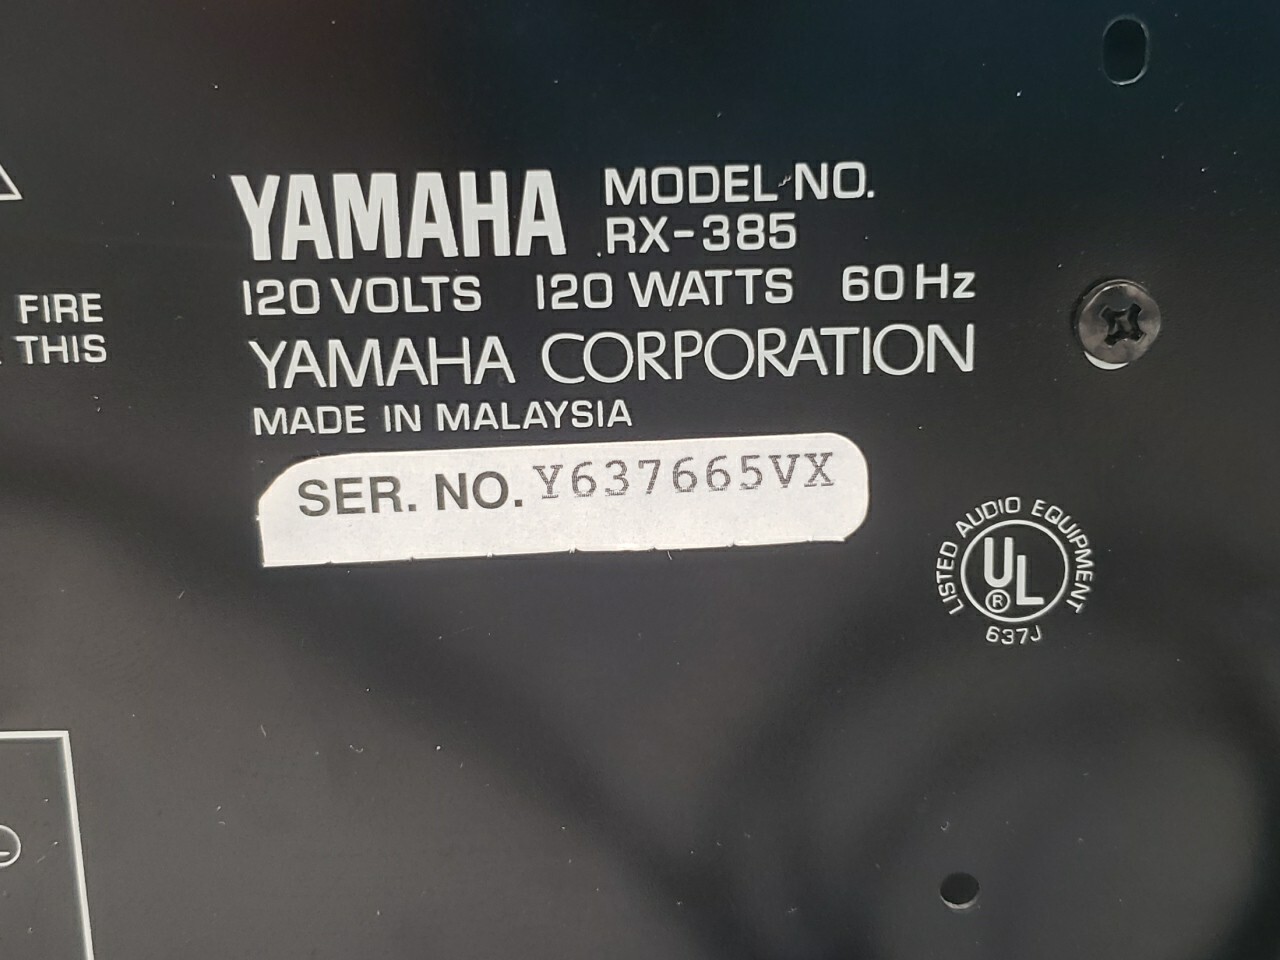 YAMAHA MODEL NO.
RX-385
120 VOLTS 120 WATTS 60 Hz
YAMAHA CORPORATION
MADE IN MALAYSIA
SER. NO. Y637665VX
FIRE
THIS
LISTED AUDIO EQUIPMENT
UL
®
637J